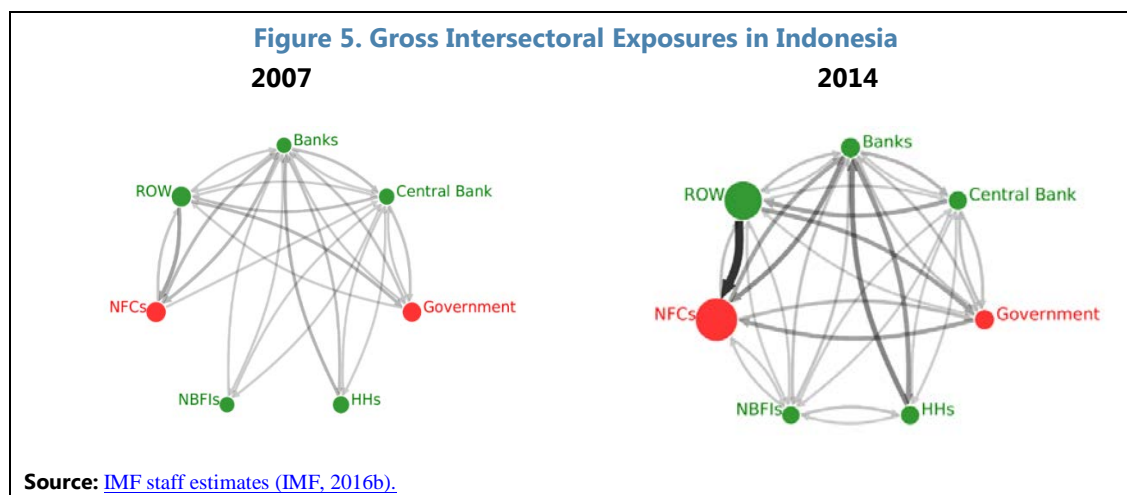 Figure 5. Gross Intersectoral Exposures in Indonesia
2007
2014
Banks
ROW
Central Bank
NFCs
Government
NBFIs
HHs
Banks
ROW
Central Bank
NFCs
Government
NBFIs
HHs
Source: IMF staff estimates (IMF, 2016b).